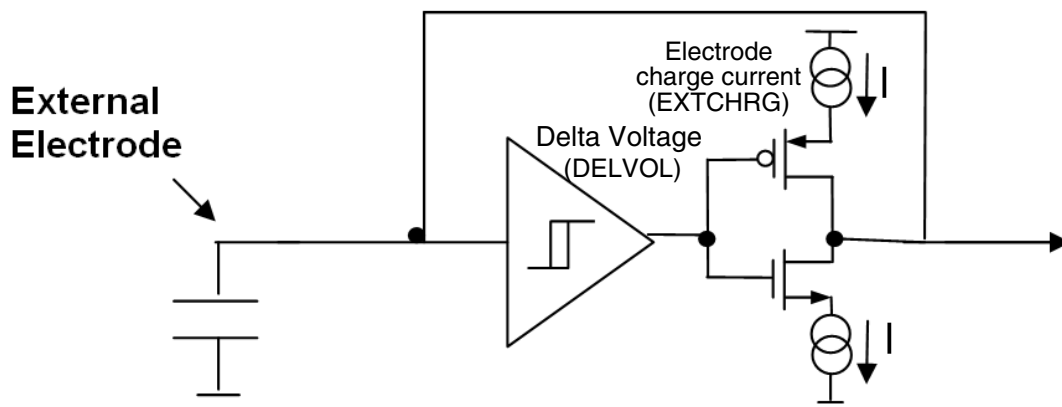 External
Electrode
Electrode
charge current
(EXTCHRG)
I
Delta Voltage
(DELVOL)
I